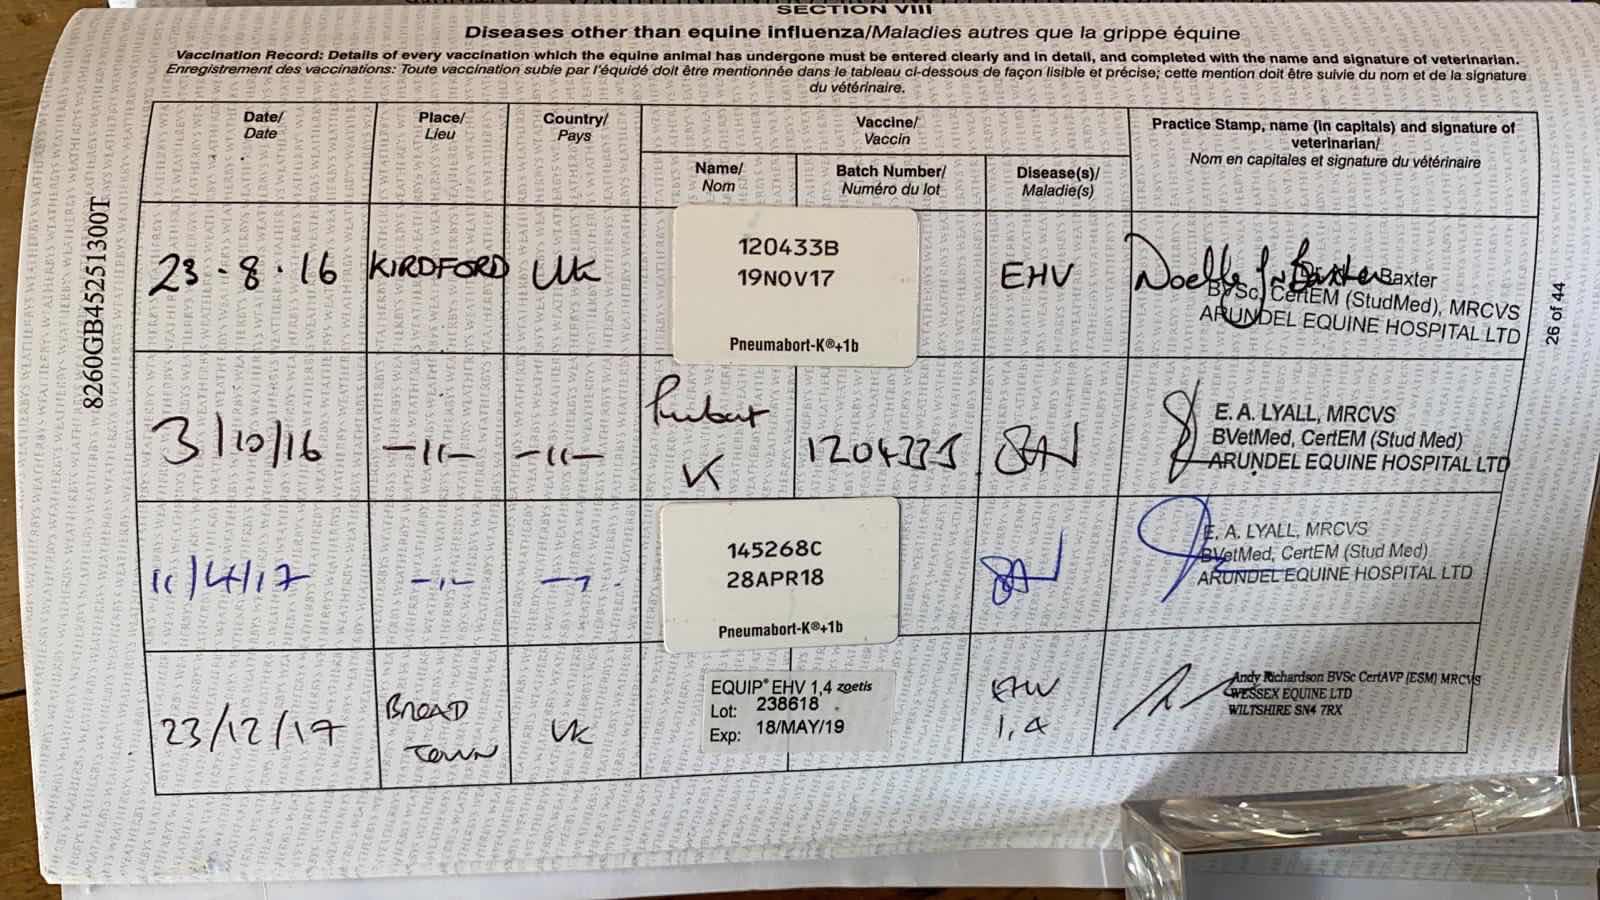 SECTION VIII
Diseases other than equine influenza/Maladies autres que la grippe équine
Vaccination Record: Details of every vaccination which the equine animal has undergone must be entered clearly and in detail, and completed with the name and signature of veterinarian.
Enregistrement des vaccinations: Toute vaccination subie par l'équidé doit être mentionnée dans le tableau ci-dessous de façon lisible et précise; cette mention doit être suivie du nom et de la signature
du vétérinaire.
Date/
Date
Place/
Lieu
Country/
Pays
Vaccine/
Vaccin
Name/
Nom
Batch Number/
Numéro du lot
Disease(s)/
Maladie(s)
Practice Stamp, name (in capitals) and signature of
veterinarian/
Nom en capitales et signature du vétérinaire
23 - 8 - 16
KIRDFORD
UK
120433B
19NOV17
Pneumabort-K®+1b
EHV
Baxter
BVSc, CertEM (StudMed), MRCVS
ARUNDEL EQUINE HOSPITAL LTD
3/10/16
-11-
-11-
K
E. A. LYALL, MRCVS
BVetMed, CertEM (Stud Med)
ARUNDEL EQUINE HOSPITAL LTD
11/4/17
145268C
28APR18
Pneumabort-K®+1b
E. A. LYALL, MRCVS
BVetMed, CertEM (Stud Med)
ARUNDEL EQUINE HOSPITAL LTD
23/12/17
BROAD
TOWN
UK
EQUIP® EHV 1,4 zoetis
Lot: 238618
Exp: 18/MAY/19
EHV
1,4
Andy Richardson BVSc CertAVP (ESM) MRCVS
WESSEX EQUINE LTD
WILTSHIRE SN4 7RX
8260GB45251300T
26 of 44